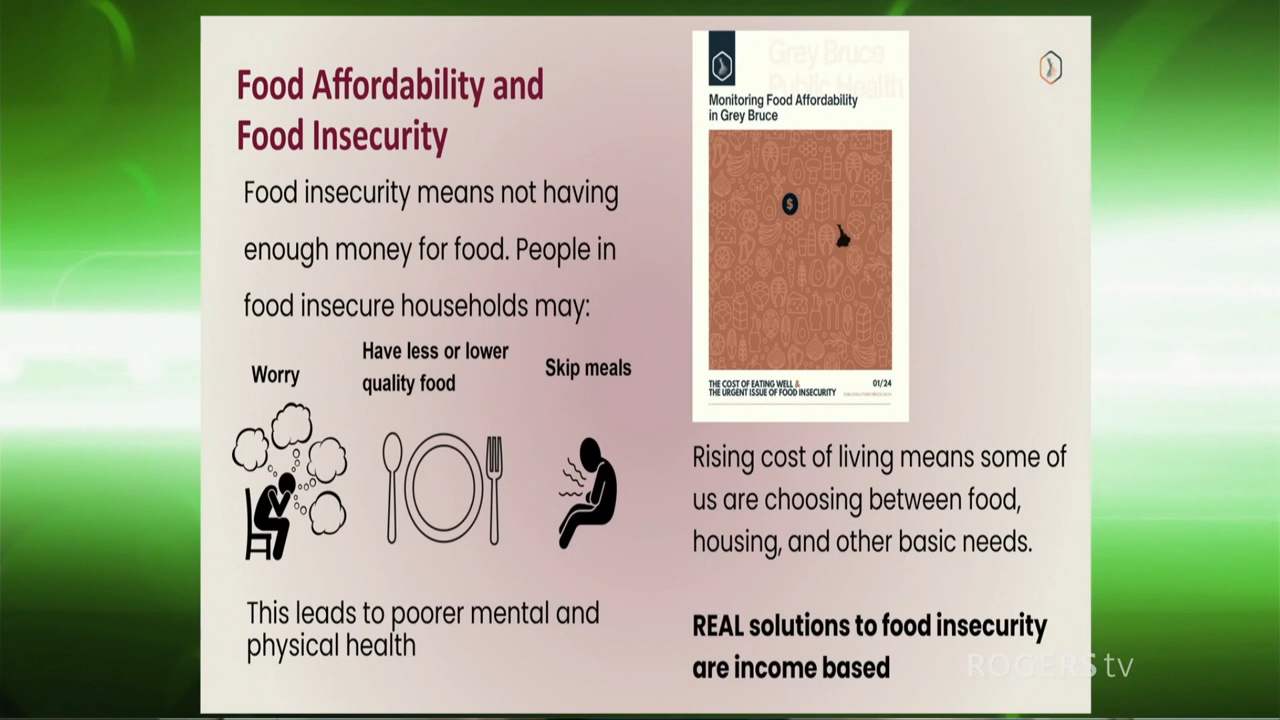 Food Affordability and
Food Insecurity
Food insecurity means not having
enough money for food. People in
food insecure households may:
Worry
Have less or lower
quality food
Skip meals
This leads to poorer mental and
physical health
Grey Bruce
Public Health
Monitoring Food Affordability
in Grey Bruce
$
THE COST OF EATING WELL &
THE URGENT ISSUE OF FOOD INSECURITY
01/24
Rising cost of living means some of
us are choosing between food,
housing, and other basic needs.
REAL solutions to food insecurity
are income based
ROGERS tv